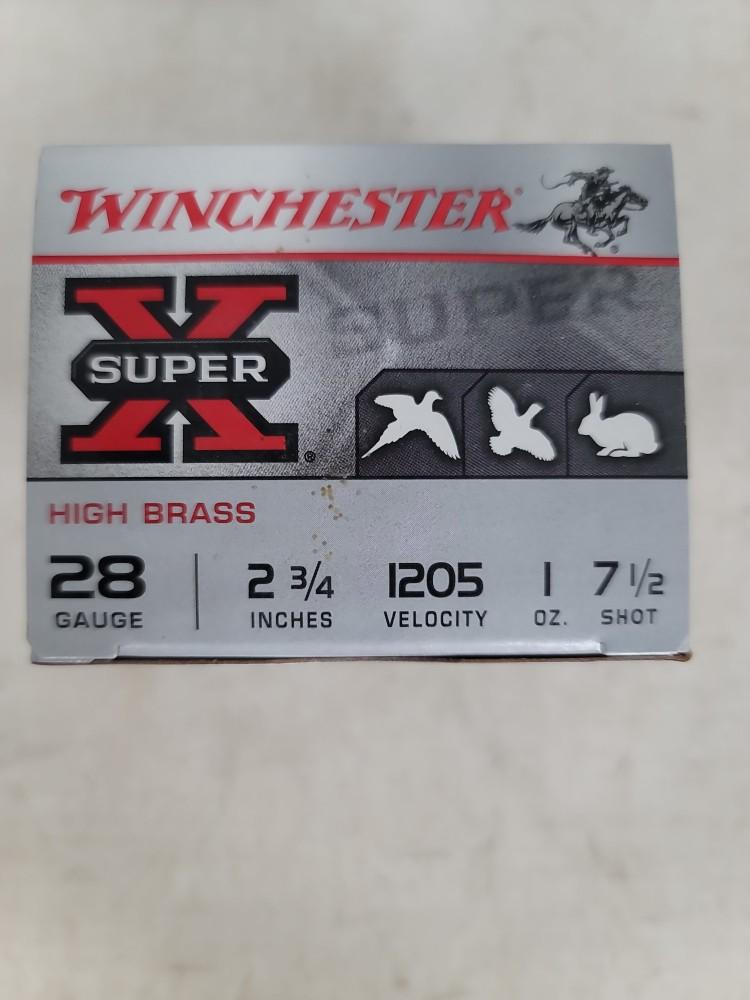 WINCHESTER®
®
SUPER
X
SUPER
®
HIGH BRASS
28 2 3/4 1205 1 7 1/2
GAUGE INCHES VELOCITY OZ. SHOT